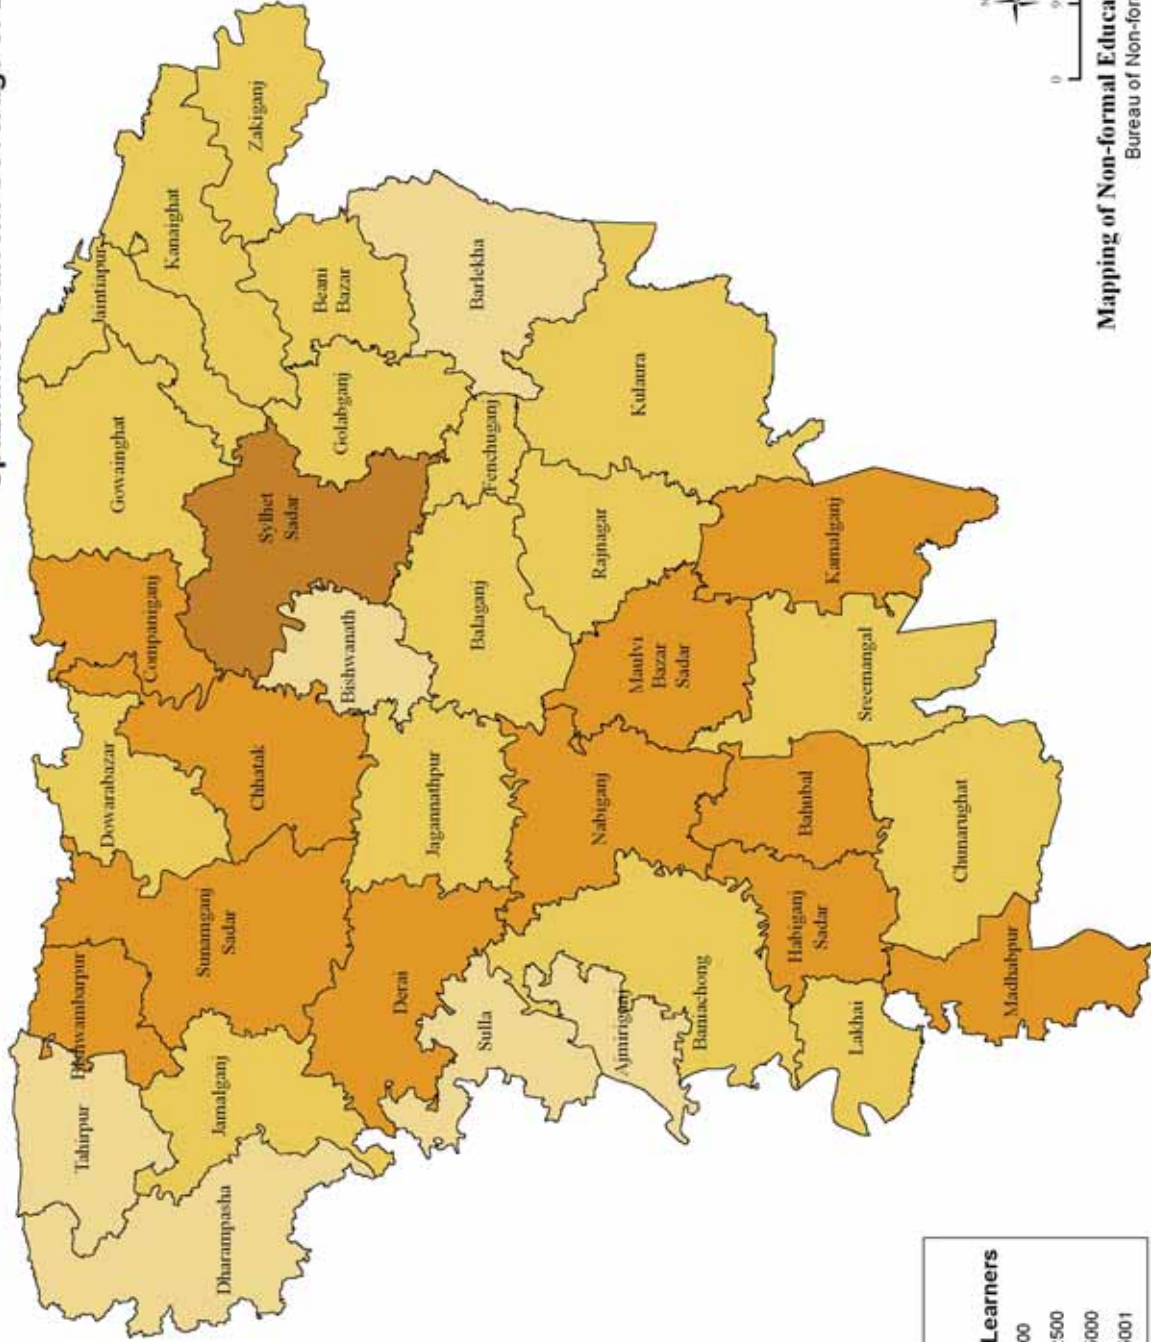 Zakiganj
Kanaighat
Jaintiapur
Beani
Bazar
Barlekha
Gowainghat
Golabganj
Kulaura
Fenchuganj
Sylhet
Sadar
Companiganj
Bishwanath
Balaganj
Rajnagar
Kamalganj
Maulvi
Bazar
Sadar
Sreemangal
Dowarabazar
Chhatak
Jagannathpur
Nabiganj
Bahubal
Chunarughat
Sunamganj
Sadar
Derai
Habiganj
Sadar
Madhabpur
Bishwambarpur
Sulla
Ajmiriganj
Baniachong
Lakhai
Tahirpur
Jamalganj
Dharampasha
0
Mapping of Non-formal Educa
Bureau of Non-for
Learners